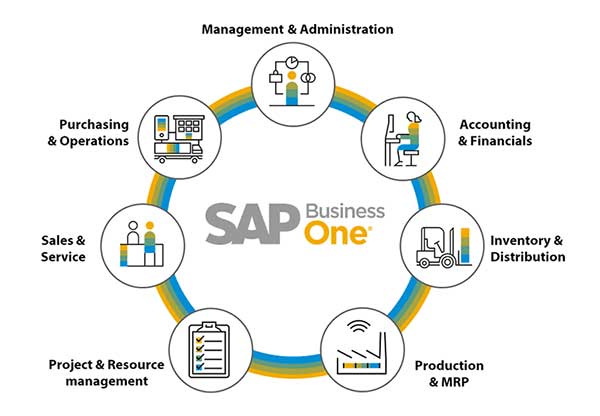 Management & Administration
Purchasing
& Operations
Accounting
& Financials
SAP Business
One®
Sales &
Service
Inventory &
Distribution
Project & Resource
management
Production
& MRP